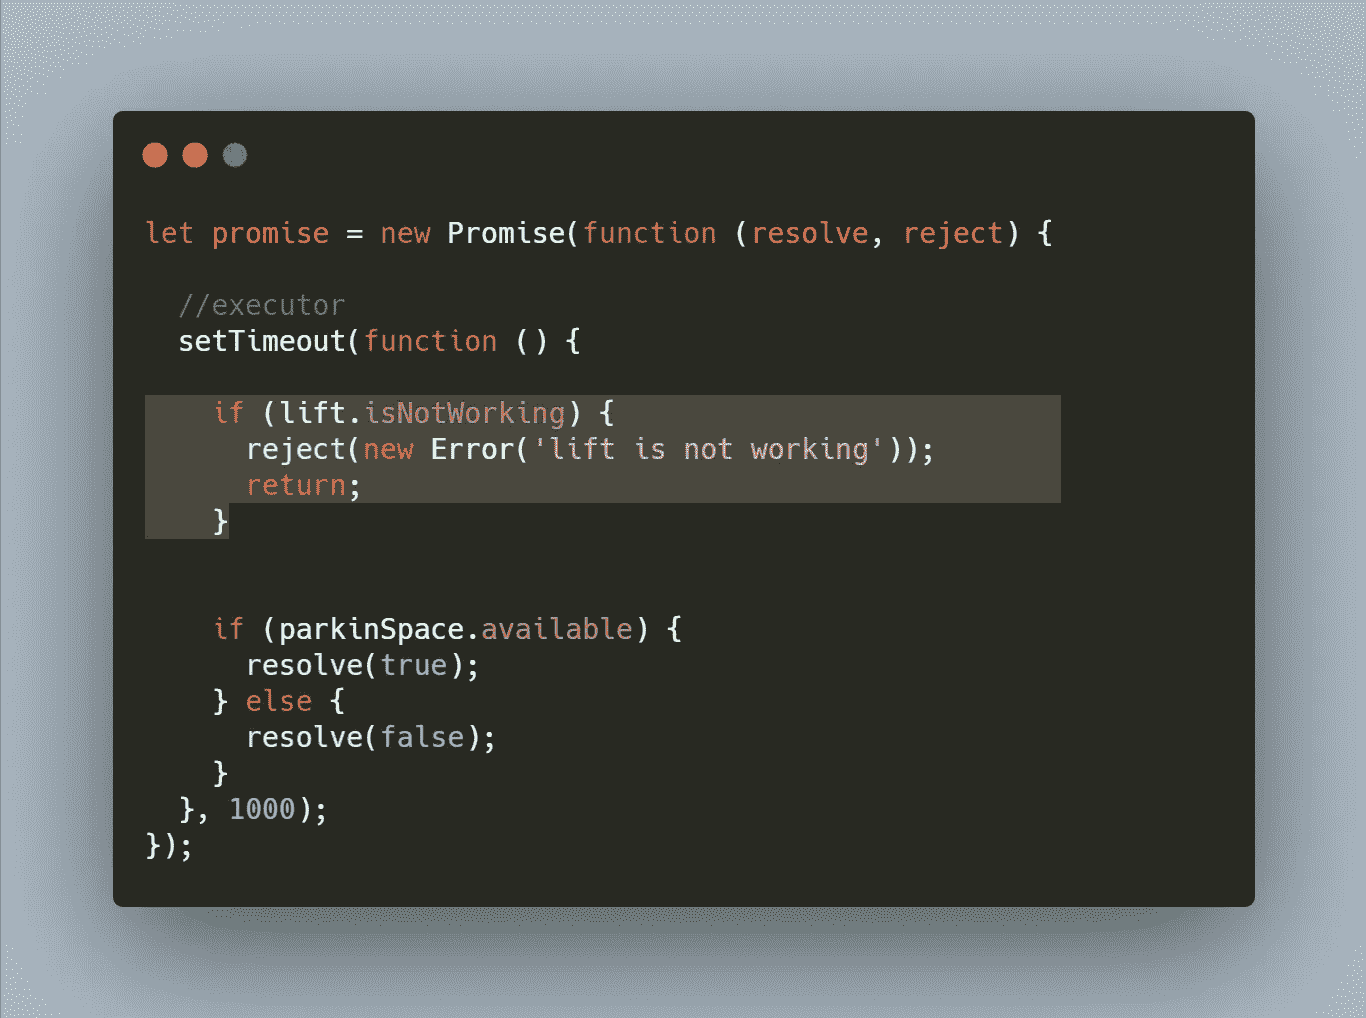 let promise = new Promise(function (resolve, reject) {
  //executor
  setTimeout(function () {
    if (lift.isNotWorking) {
      reject(new Error('lift is not working'));
      return;
    }
    if (parkinSpace.available) {
      resolve(true);
    } else {
      resolve(false);
    }
  }, 1000);
});